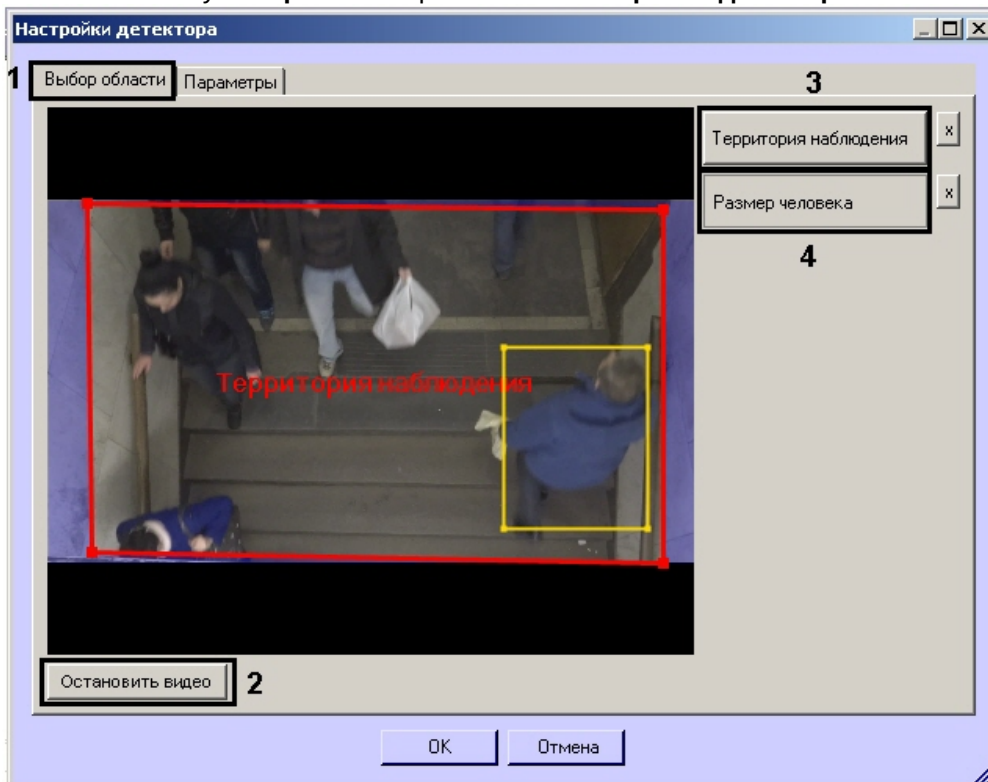 Настройки детектора
1
Выбор области
Параметры
3
Территория наблюдения
x
Размер человека
x
4
Территория наблюдения
Остановить видео
2
OK
Отмена